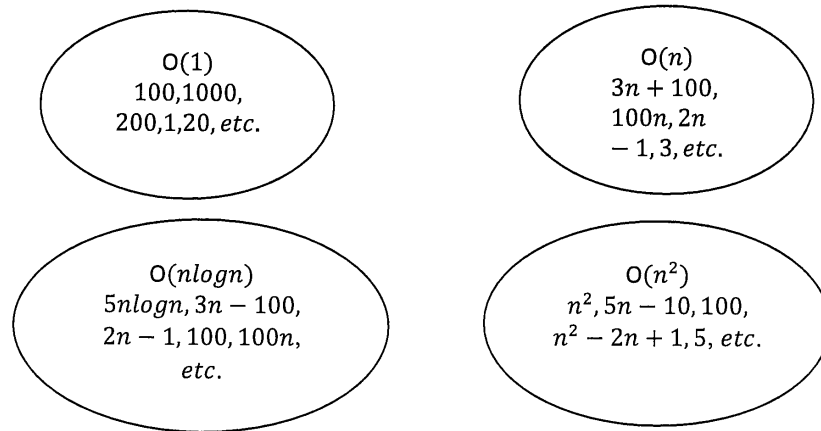 O(1)
100,1000,
200,1,20, etc.
O(n)
3n + 100,
100n, 2n
− 1, 3, etc.
O(nlogn)
5nlogn, 3n − 100,
2n − 1, 100, 100n,
etc.
O(n²)
n², 5n − 10, 100,
n² − 2n + 1, 5, etc.